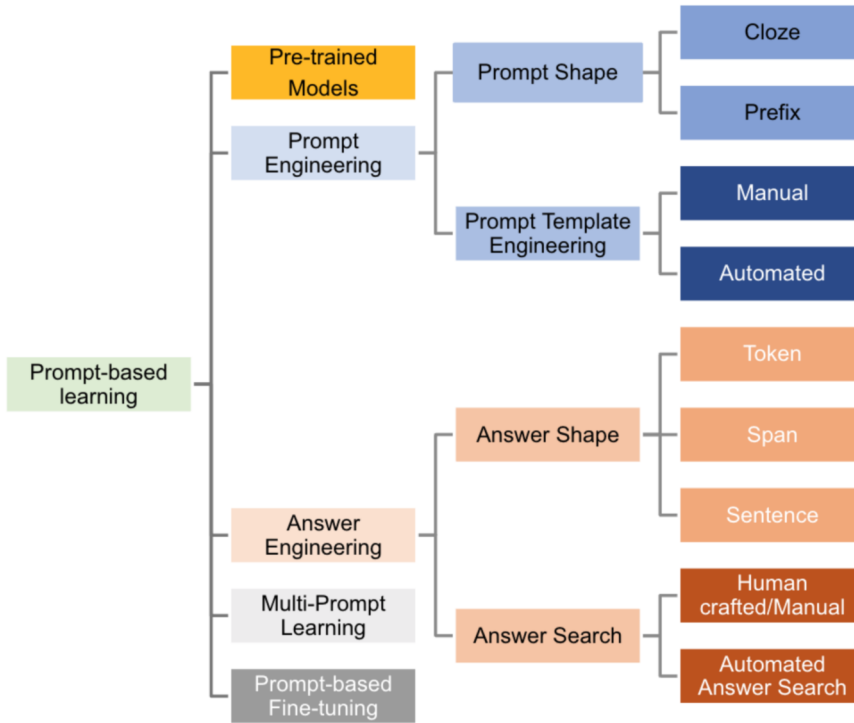 Prompt-based
learning
Pre-trained
Models
Prompt
Engineering
Prompt Shape
Cloze
Prefix
Prompt Template
Engineering
Manual
Automated
Answer
Engineering
Answer Shape
Token
Span
Sentence
Answer Search
Human
crafted/Manual
Automated
Answer Search
Multi-Prompt
Learning
Prompt-based
Fine-tuning